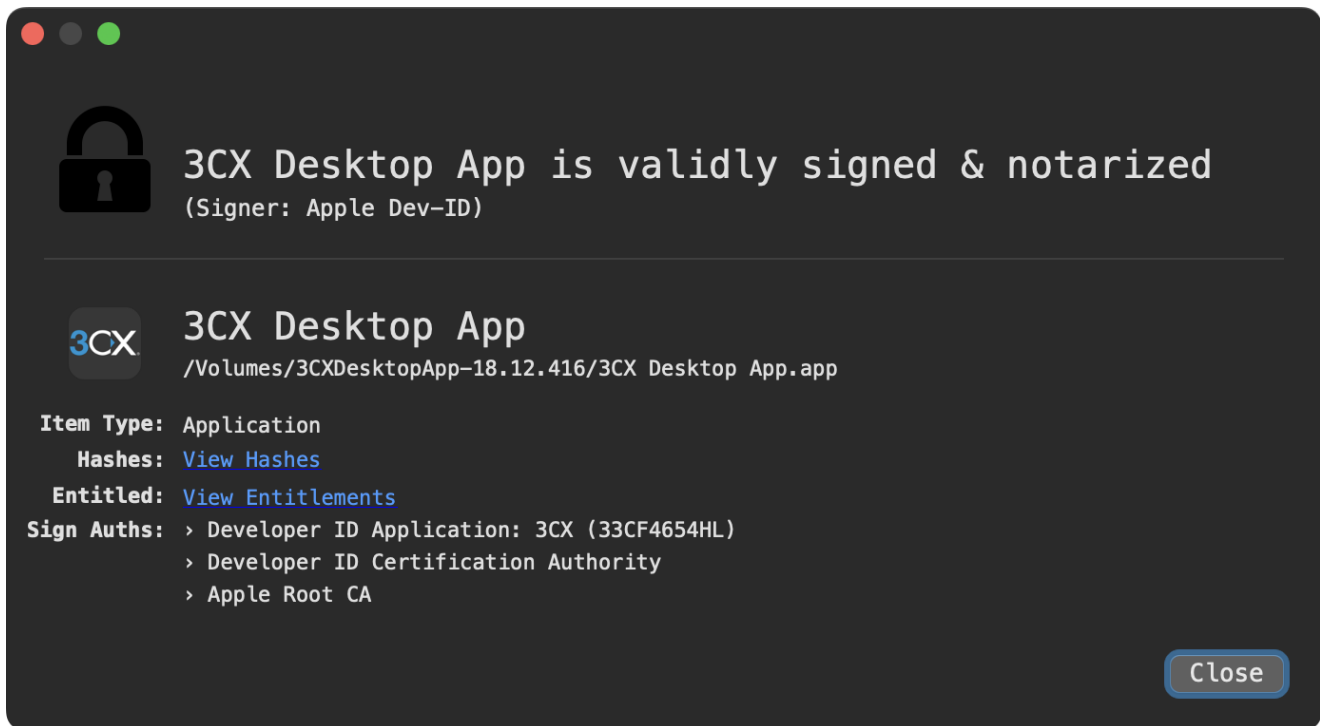 3CX Desktop App is validly signed & notarized
(Signer: Apple Dev-ID)
3CX
3CX Desktop App
/Volumes/3CXDesktopApp-18.12.416/3CX Desktop App.app
Item Type: Application
Hashes: View Hashes
Entitled: View Entitlements
Sign Auths: › Developer ID Application: 3CX (33CF4654HL)
› Developer ID Certification Authority
› Apple Root CA
Close